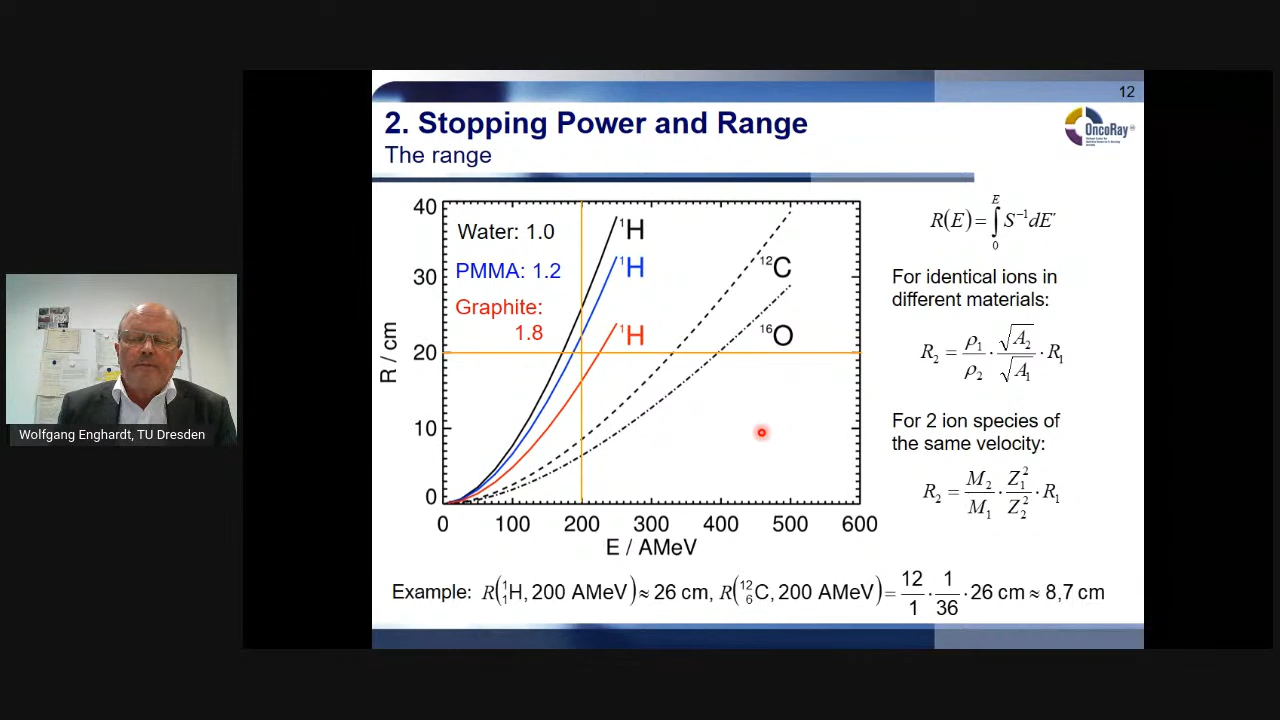 12
2. Stopping Power and Range
The range
OncoRay®
40
30
20
10
0
R / cm
Water: 1.0
PMMA: 1.2
Graphite:
1.8
¹H
¹H
¹H
¹²C
¹⁶O
0 100 200 300 400 500 600
E / AMeV
R(E) = ∫₀ᴱ S⁻¹dE′
For identical ions in
different materials:
R₂ = ρ₁/ρ₂ · √A₂/√A₁ · R₁
For 2 ion species of
the same velocity:
R₂ = M₂/M₁ · Z₁²/Z₂² · R₁
Example: R(¹₁H, 200 AMeV) ≈ 26 cm, R(¹²₆C, 200 AMeV) = 12/1 · 1/36 · 26 cm ≈ 8,7 cm
Wolfgang Enghardt, TU Dresden